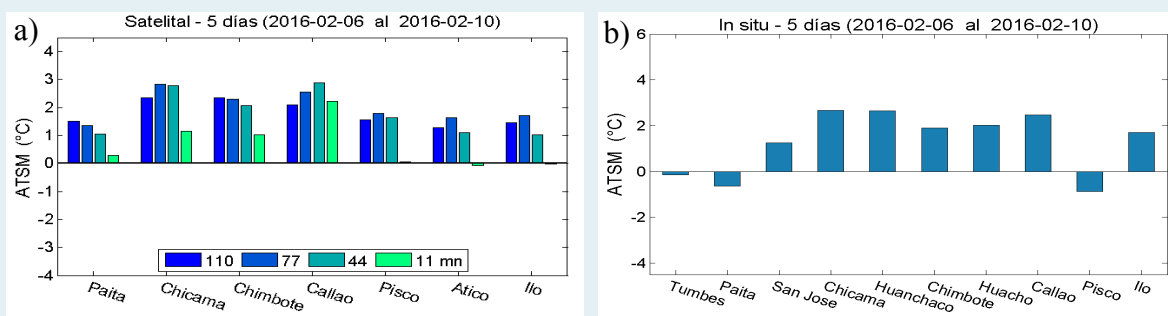 a)
Satelital - 5 días (2016-02-06 al 2016-02-10)
ATSM (°C)
4
3
2
1
0
-1
-2
-3
-4
110 77 44 11 mn
Paita Chicama Chimbote Callao Pisco Atico Ilo
b)
In situ - 5 días (2016-02-06 al 2016-02-10)
ATSM (°C)
6
4
2
0
-2
-4
Tumbes Paita San Jose Chicama Huanchaco Chimbote Huacho Callao Pisco Ilo